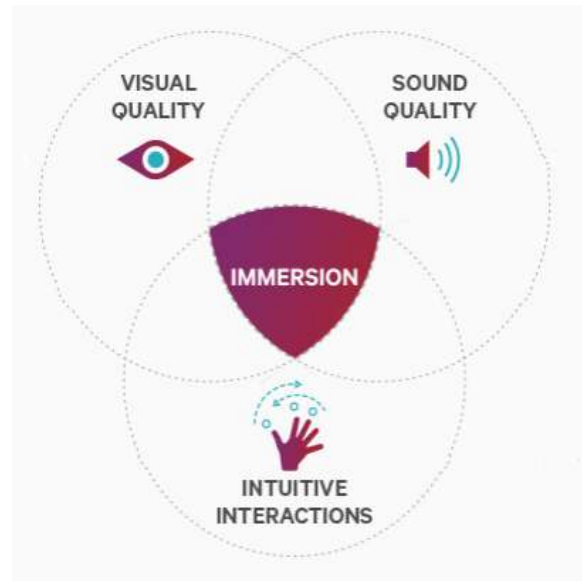 VISUAL
QUALITY
SOUND
QUALITY
IMMERSION
INTUITIVE
INTERACTIONS